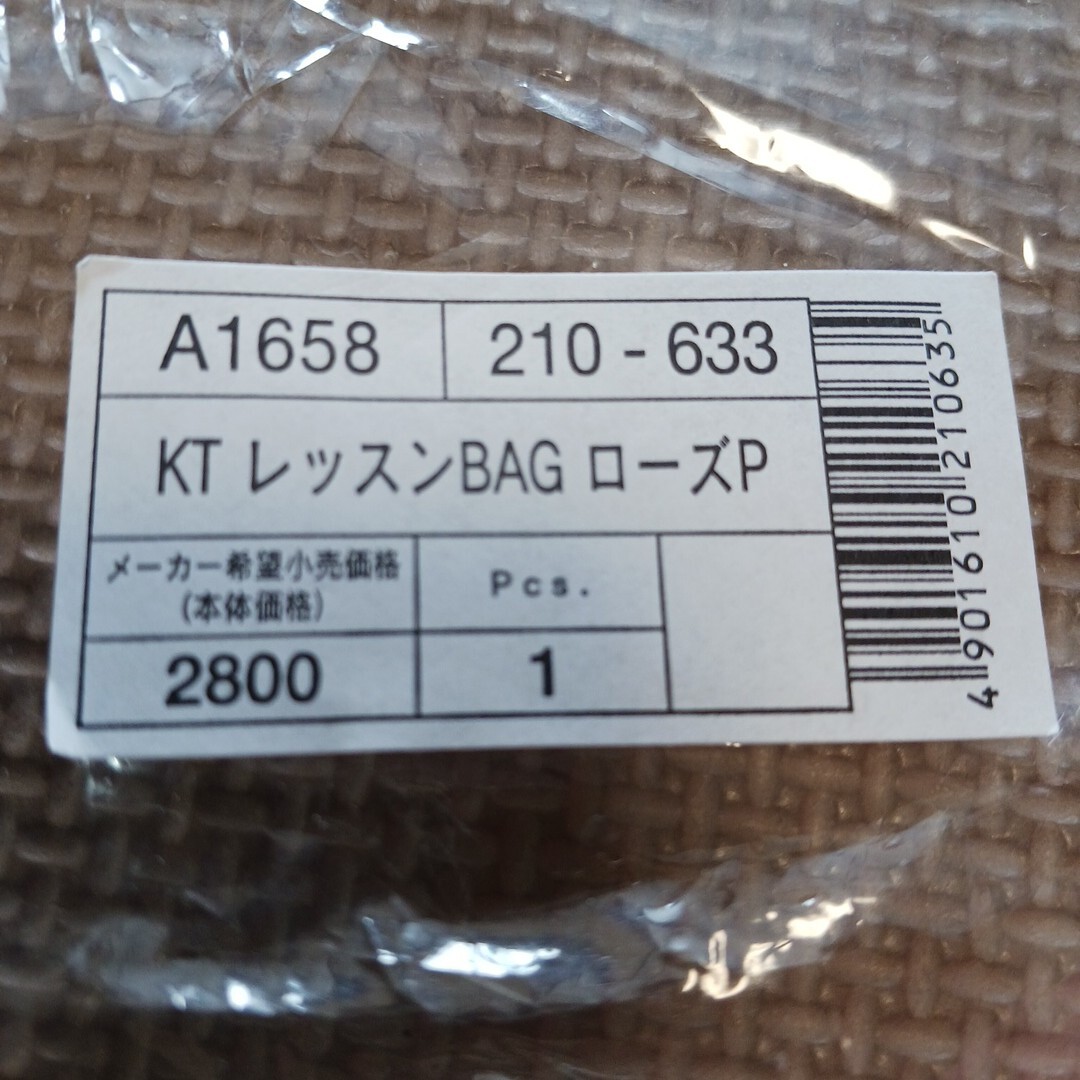 A1658
210 - 633
KT レッスンBAG ローズP
メーカー希望小売価格
(本体価格)
Pcs.
2800
1
4901610210635